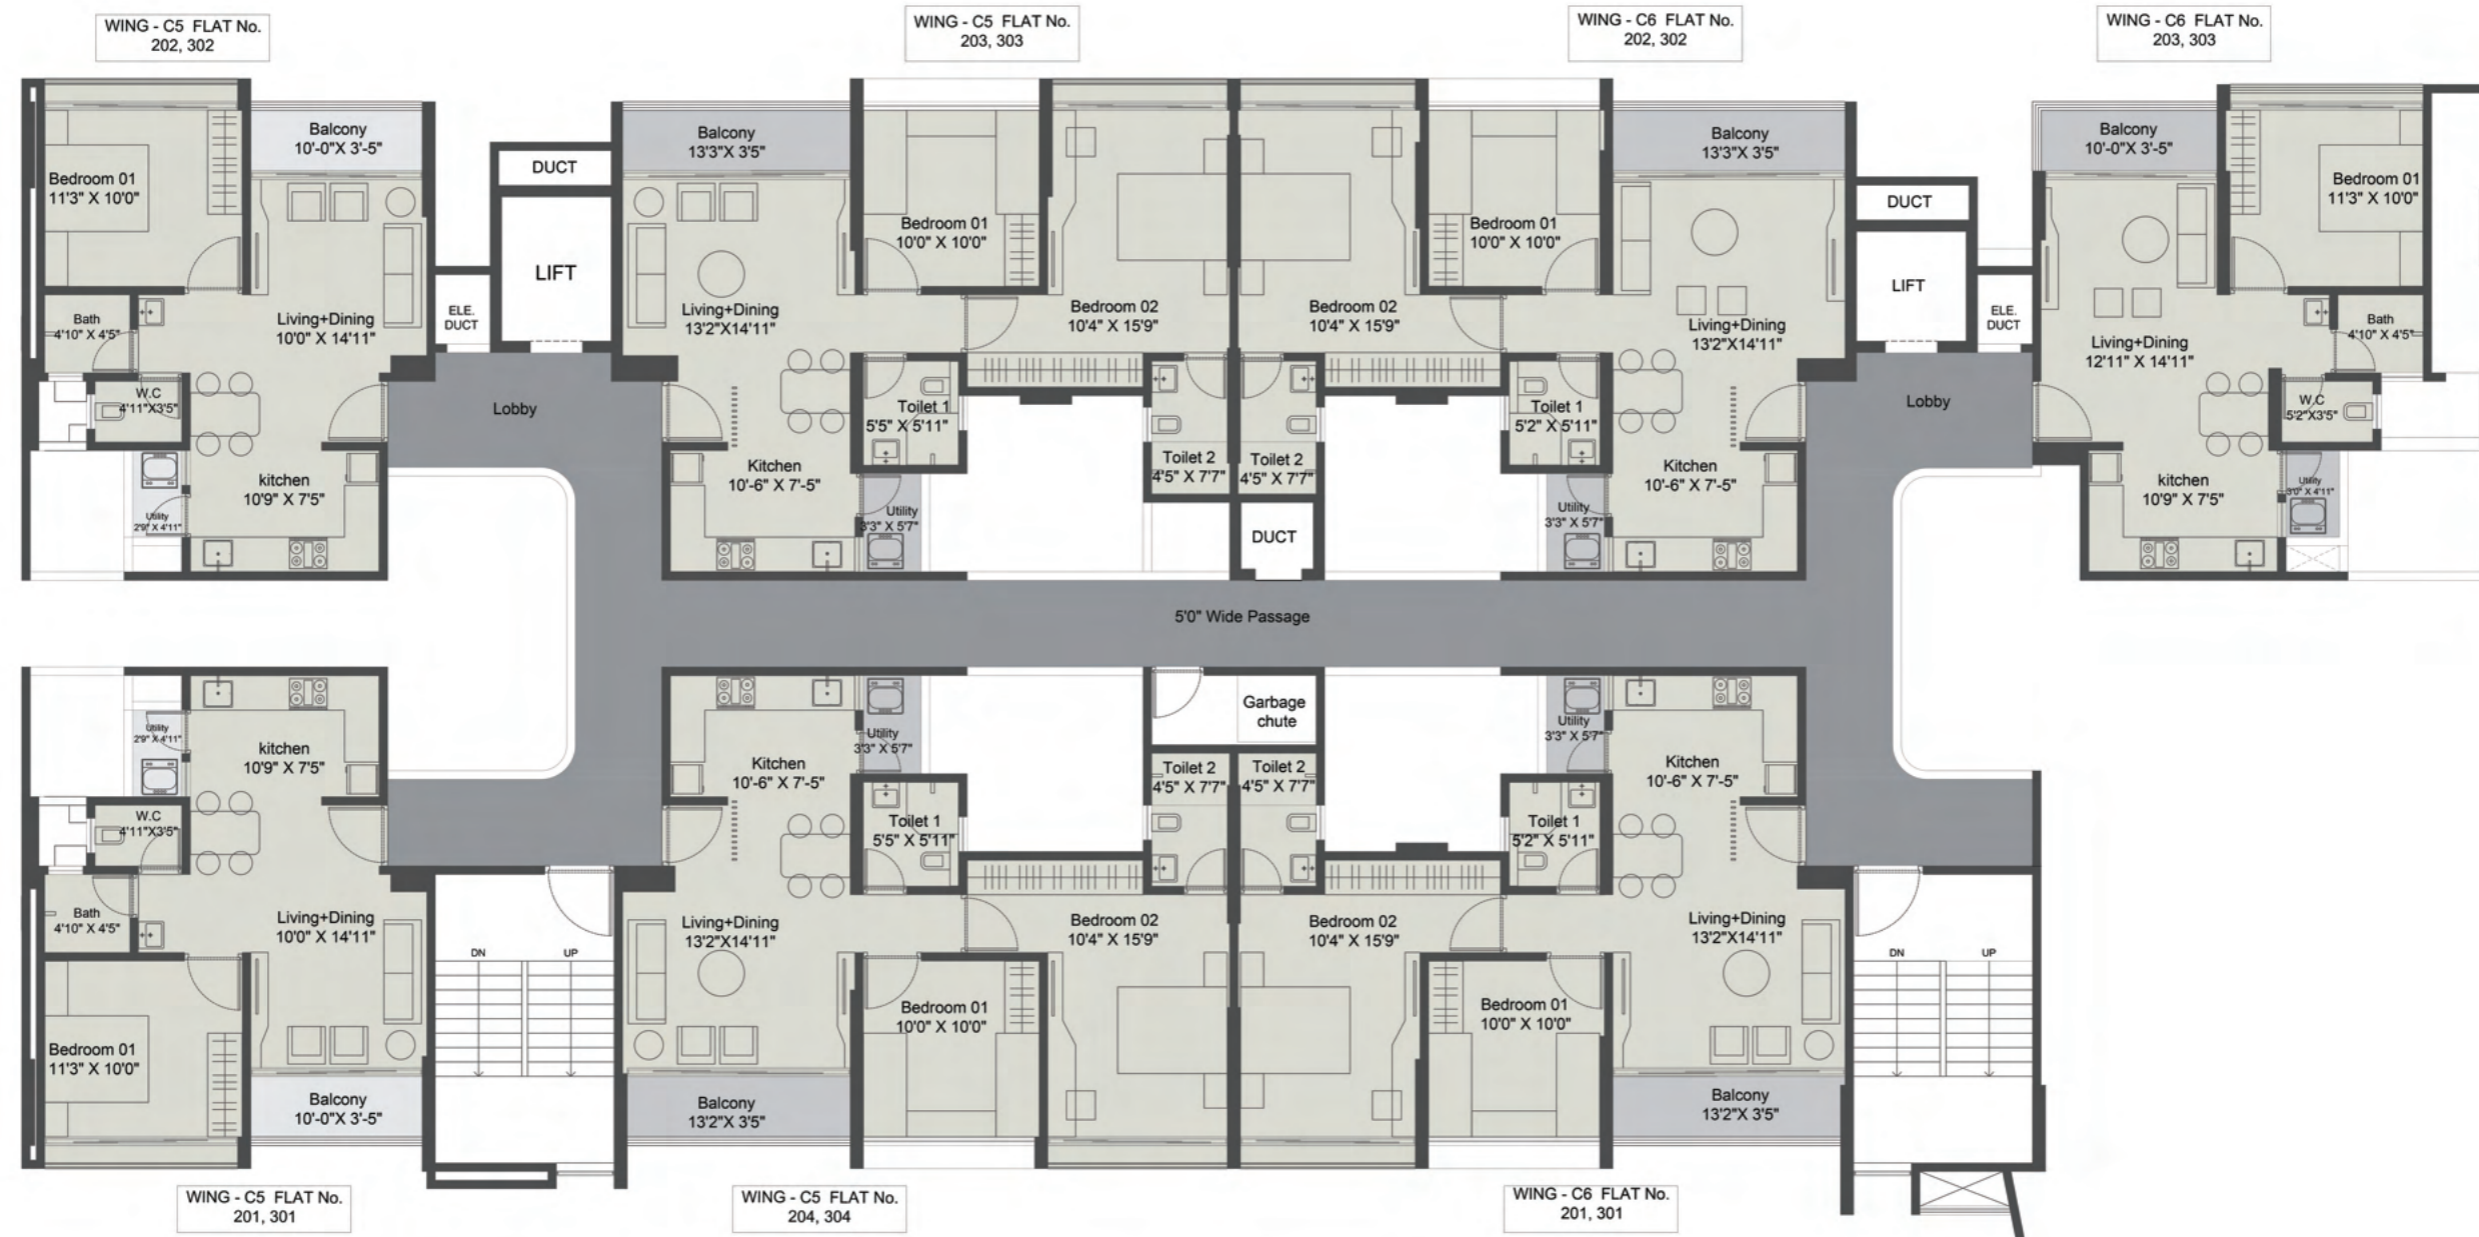 WING - C5 FLAT No.
202, 302
WING - C5 FLAT No.
203, 303
WING - C6 FLAT No.
202, 302
WING - C6 FLAT No.
203, 303
Bedroom 01
11'3" X 10'0"
Balcony
10'-0"X 3'-5"
Bath
4'10" X 4'5"
W.C
4'11"X3'5"
Living+Dining
10'0" X 14'11"
kitchen
10'9" X 7'5"
Utility
2'9" X 4'11"
ELE.
DUCT
DUCT
LIFT
Lobby
Balcony
13'3"X 3'5"
Living+Dining
13'2"X14'11"
Kitchen
10'-6" X 7'-5"
Bedroom 01
10'0" X 10'0"
Bedroom 02
10'4" X 15'9"
Toilet 1
5'5" X 5'11"
Utility
3'3" X 5'7"
Toilet 2
4'5" X 7'7"
Bedroom 02
10'4" X 15'9"
Toilet 2
4'5" X 7'7"
DUCT
Bedroom 01
10'0" X 10'0"
Toilet 1
5'2" X 5'11"
Utility
3'3" X 5'7"
Balcony
13'3"X 3'5"
Living+Dining
13'2"X14'11"
Kitchen
10'-6" X 7'-5"
DUCT
LIFT
ELE.
DUCT
Lobby
Balcony
10'-0"X 3'-5"
Bedroom 01
11'3" X 10'0"
Living+Dining
12'11" X 14'11"
Bath
4'10" X 4'5"
W.C
5'2"X3'5"
kitchen
10'9" X 7'5"
Utility
3'0" X 4'11"
5'0" Wide Passage
Utility
2'9" X 4'11"
kitchen
10'9" X 7'5"
W.C
4'11"X3'5"
Bath
4'10" X 4'5"
Living+Dining
10'0" X 14'11"
Bedroom 01
11'3" X 10'0"
Balcony
10'-0"X 3'-5"
DN
UP
Kitchen
10'-6" X 7'-5"
Utility
3'3" X 5'7"
Toilet 1
5'5" X 5'11"
Living+Dining
13'2"X14'11"
Bedroom 01
10'0" X 10'0"
Bedroom 02
10'4" X 15'9"
Balcony
13'2"X 3'5"
Garbage
chute
Toilet 2
4'5" X 7'7"
Toilet 2
4'5" X 7'7"
Bedroom 02
10'4" X 15'9"
Utility
3'3" X 5'7"
Kitchen
10'-6" X 7'-5"
Toilet 1
5'2" X 5'11"
Living+Dining
13'2"X14'11"
Bedroom 01
10'0" X 10'0"
Balcony
13'2"X 3'5"
DN
UP
WING - C5 FLAT No.
201, 301
WING - C5 FLAT No.
204, 304
WING - C6 FLAT No.
201, 301